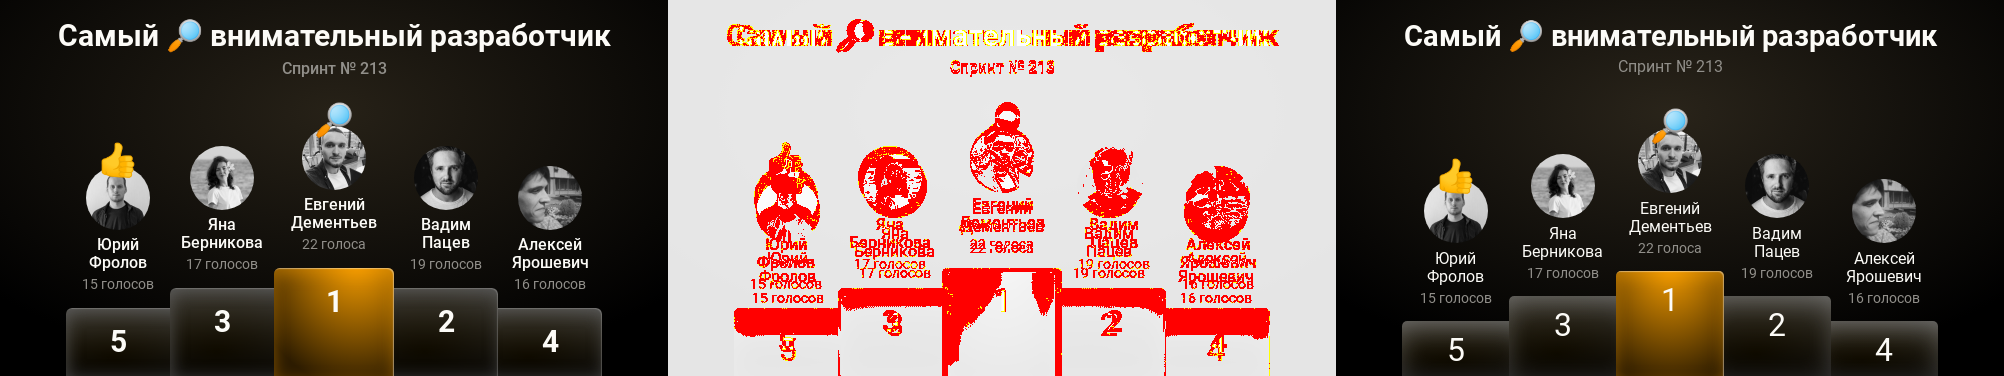 Самый 🔎 внимательный разработчик
Спринт № 213
Евгений
Дементьев
22 голоса
Яна
Берникова
17 голосов
Вадим
Пацев
19 голосов
Юрий
Фролов
15 голосов
Алексей
Ярошевич
16 голосов
1
3
2
5
4
Самый 🔎 внимательный разработчик
Спринт № 213
Евгений
Дементьев
22 голоса
Яна
Берникова
17 голосов
Вадим
Пацев
19 голосов
Юрий
Фролов
15 голосов
Алексей
Ярошевич
16 голосов
1
3
2
5
4
Самый 🔎 внимательный разработчик
Спринт № 213
Евгений
Дементьев
22 голоса
Яна
Берникова
17 голосов
Вадим
Пацев
19 голосов
Юрий
Фролов
15 голосов
Алексей
Ярошевич
16 голосов
1
3
2
5
4